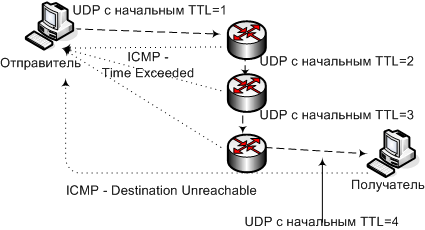 UDP с начальным TTL=1
ICMP -
Time Exceeded
Отправитель
UDP с начальным TTL=2
UDP с начальным TTL=3
ICMP - Destination Unreachable
Получатель
UDP с начальным TTL=4